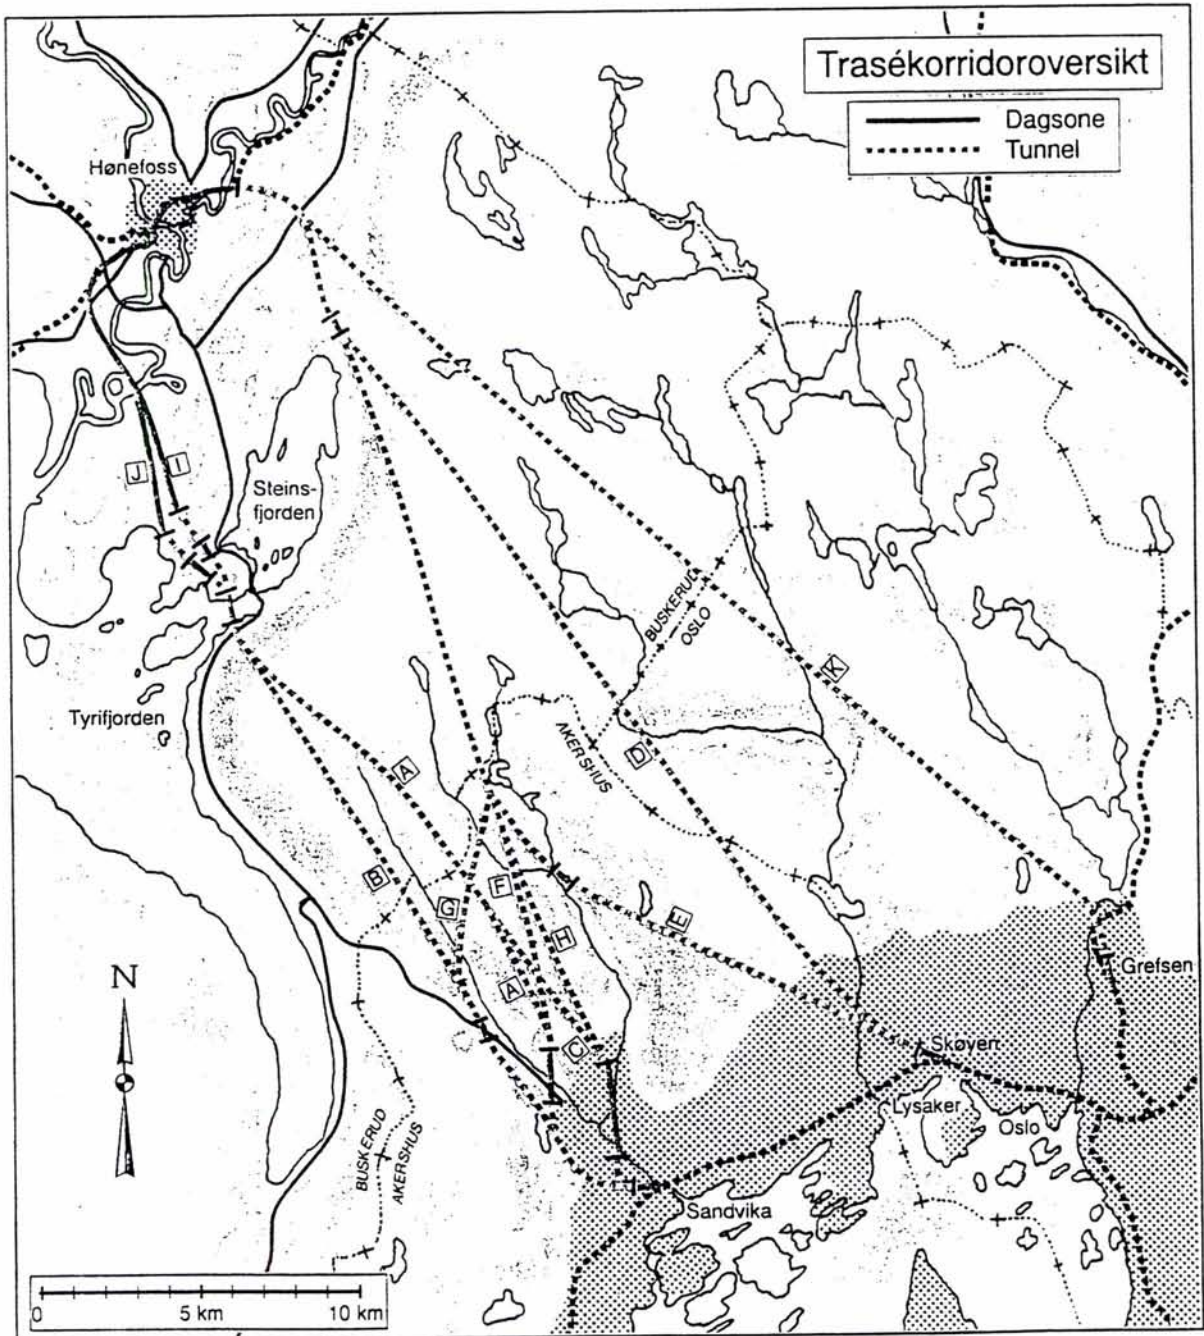 Trasékorridoroversikt
Dagsone
Tunnel
Hønefoss
J
I
Steins-
fjorden
BUSKERUD
OSLO
K
Tyrifjorden
A
AKERSHUS
D
B
G
F
E
H
A
Grefsen
N
C
Skøyen
Lysaker
Oslo
BUSKERUD
AKERSHUS
Sandvika
0
5 km
10 km